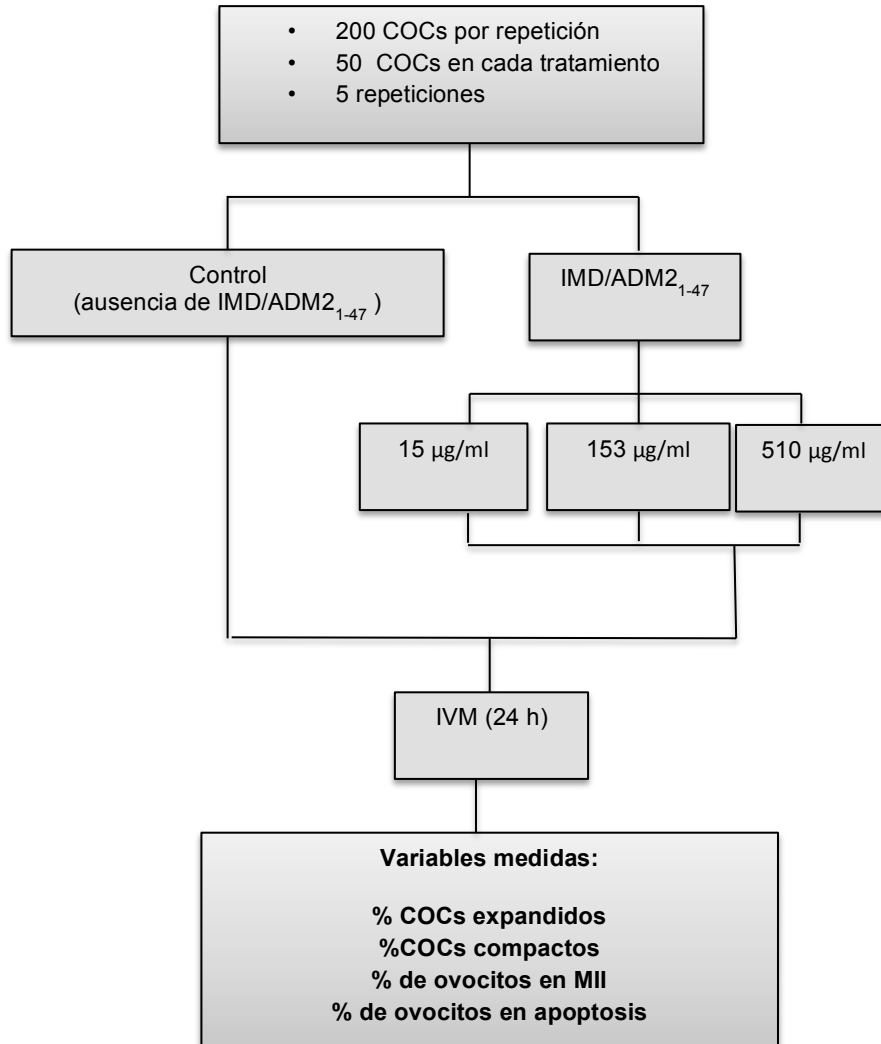 • 200 COCs por repetición
• 50 COCs en cada tratamiento
• 5 repeticiones
Control
(ausencia de IMD/ADM2₁₋₄₇ )
IMD/ADM2₁₋₄₇
15 µg/ml
153 µg/ml
510 µg/ml
IVM (24 h)
Variables medidas:
% COCs expandidos
%COCs compactos
% de ovocitos en MII
% de ovocitos en apoptosis